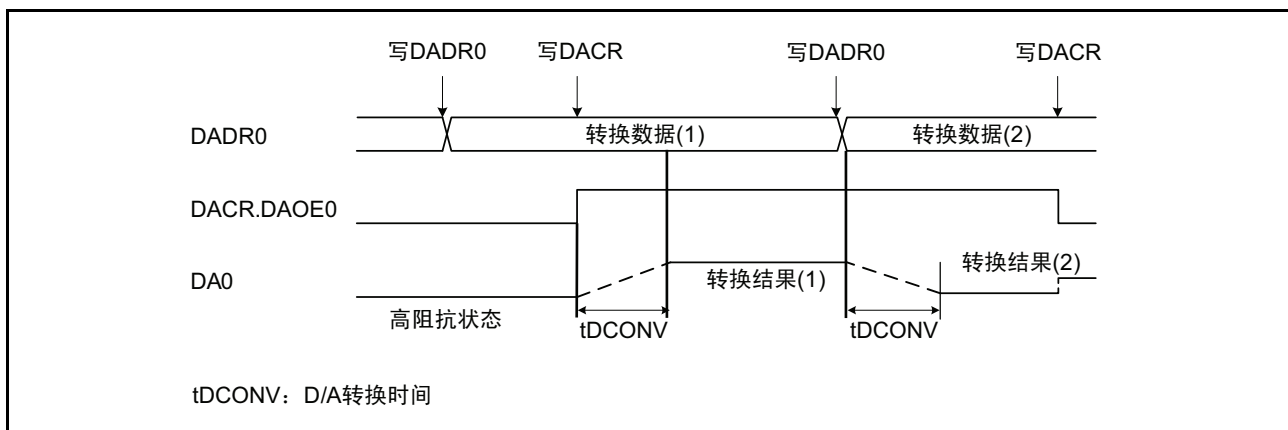 写DADR0 写DACR 写DADR0 写DACR
DADR0 转换数据(1) 转换数据(2)
DACR.DAOE0
DA0 转换结果(1) 转换结果(2)
高阻抗状态 tDCONV tDCONV
tDCONV：D/A转换时间